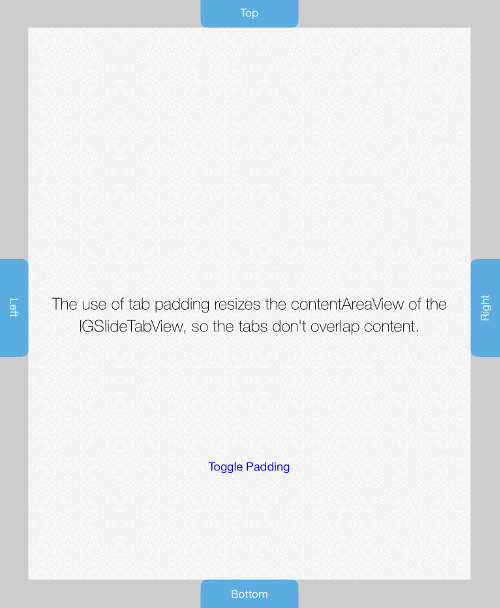 Top
Left
Right
The use of tab padding resizes the contentAreaView of the
IGSlideTabView, so the tabs don't overlap content.
Toggle Padding
Bottom